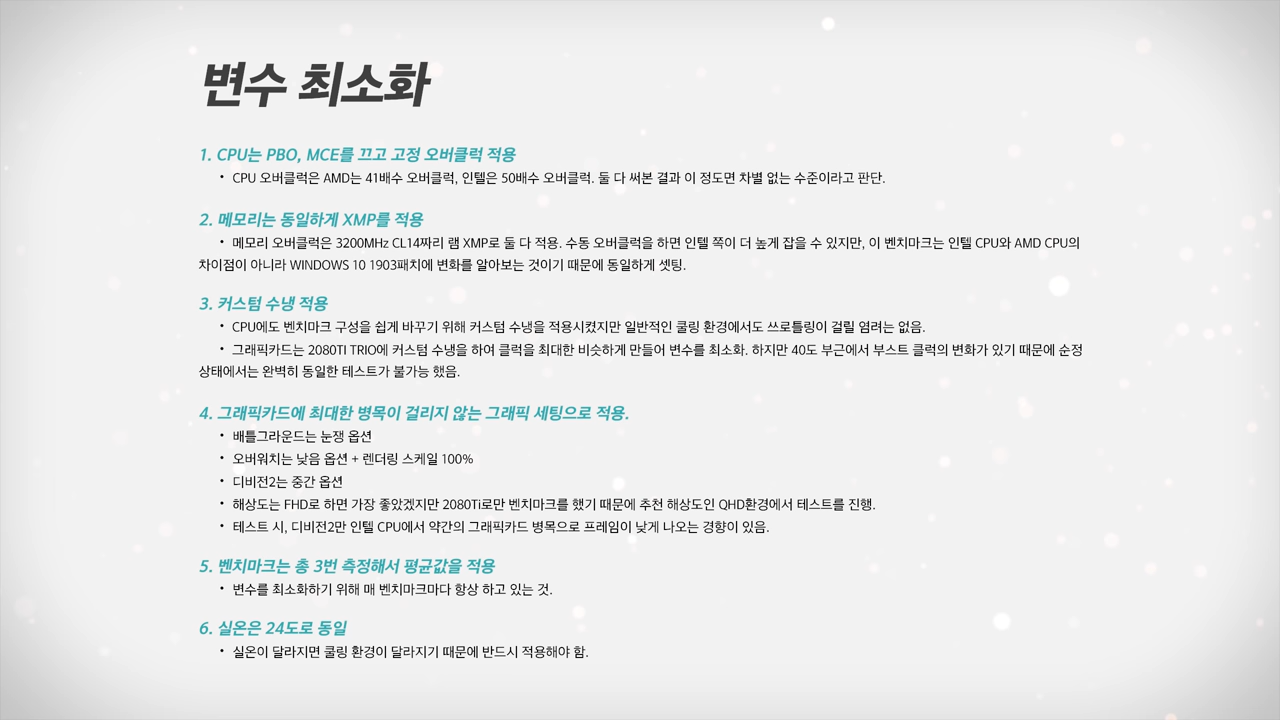 변수 최소화
1. CPU는 PBO, MCE를 끄고 고정 오버클럭 적용
• CPU 오버클럭은 AMD는 41배수 오버클럭, 인텔은 50배수 오버클럭. 둘 다 써본 결과 이 정도면 차별 없는 수준이라고 판단.
2. 메모리는 동일하게 XMP를 적용
• 메모리 오버클럭은 3200MHz CL14짜리 램 XMP로 둘 다 적용. 수동 오버클럭을 하면 인텔 쪽이 더 높게 잡을 수 있지만, 이 벤치마크는 인텔 CPU와 AMD CPU의
차이점이 아니라 WINDOWS 10 1903패치에 변화를 알아보는 것이기 때문에 동일하게 셋팅.
3. 커스텀 수냉 적용
• CPU에도 벤치마크 구성을 쉽게 바꾸기 위해 커스텀 수냉을 적용시켰지만 일반적인 쿨링 환경에서도 쓰로틀링이 걸릴 염려는 없음.
• 그래픽카드는 2080TI TRIO에 커스텀 수냉을 하여 클럭을 최대한 비슷하게 만들어 변수를 최소화. 하지만 40도 부근에서 부스트 클럭의 변화가 있기 때문에 순정
상태에서는 완벽히 동일한 테스트가 불가능 했음.
4. 그래픽카드에 최대한 병목이 걸리지 않는 그래픽 세팅으로 적용.
• 배틀그라운드는 눈쟁 옵션
• 오버워치는 낮음 옵션 + 렌더링 스케일 100%
• 디비전2는 중간 옵션
• 해상도는 FHD로 하면 가장 좋았겠지만 2080Ti로만 벤치마크를 했기 때문에 추천 해상도인 QHD환경에서 테스트를 진행.
• 테스트 시, 디비전2만 인텔 CPU에서 약간의 그래픽카드 병목으로 프레임이 낮게 나오는 경향이 있음.
5. 벤치마크는 총 3번 측정해서 평균값을 적용
• 변수를 최소화하기 위해 매 벤치마크마다 항상 하고 있는 것.
6. 실온은 24도로 동일
• 실온이 달라지면 쿨링 환경이 달라지기 때문에 반드시 적용해야 함.